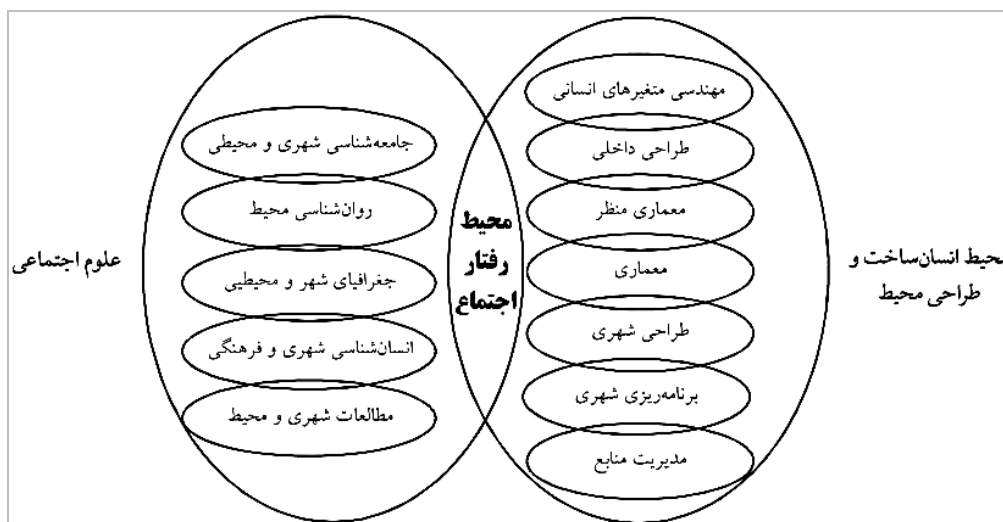 مهندسی متغیرهای انسانی
طراحی داخلی
معماری منظر
معماری
طراحی شهری
برنامه‌ریزی شهری
مدیریت منابع
محیط انسان‌ساخت و
طراحی محیط
محیط
رفتار
اجتماع
جامعه‌شناسی شهری و محیطی
روان‌شناسی محیط
جغرافیای شهر و محیطیی
انسان‌شناسی شهری و فرهنگی
مطالعات شهری و محیط
علوم اجتماعی